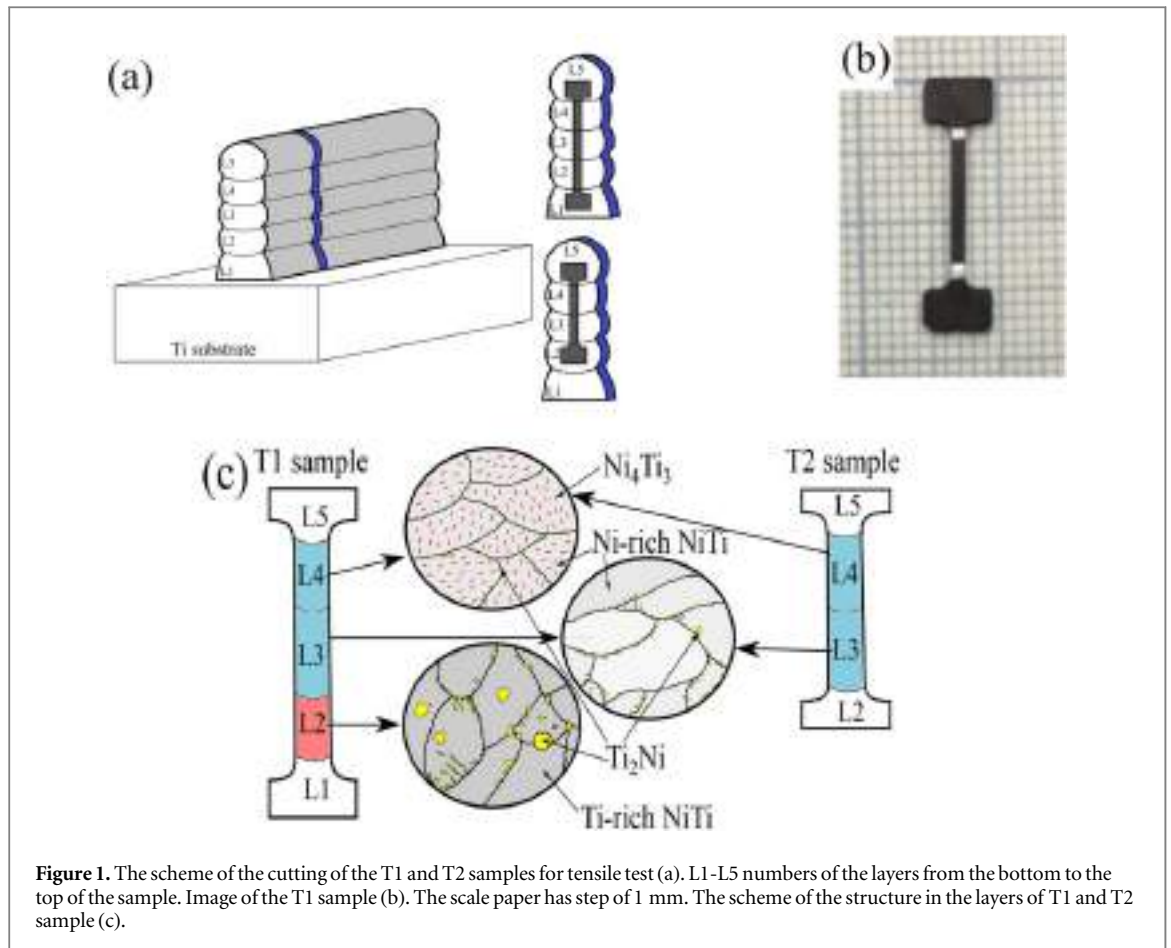 (a)
L5
L4
L3
L2
L1
L5
L4
L2
L1
Ti substrate
L5
L4
L1
(b)
(c) T1 sample
T2 sample
Ni₄Ti₃
Ni-rich NiTi
Ti₂Ni
Ti-rich NiTi
L5
L4
L3
L2
L1
L5
L4
L3
L2
Figure 1. The scheme of the cutting of the T1 and T2 samples for tensile test (a). L1-L5 numbers of the layers from the bottom to the
top of the sample. Image of the T1 sample (b). The scale paper has step of 1 mm. The scheme of the structure in the layers of T1 and T2
sample (c).